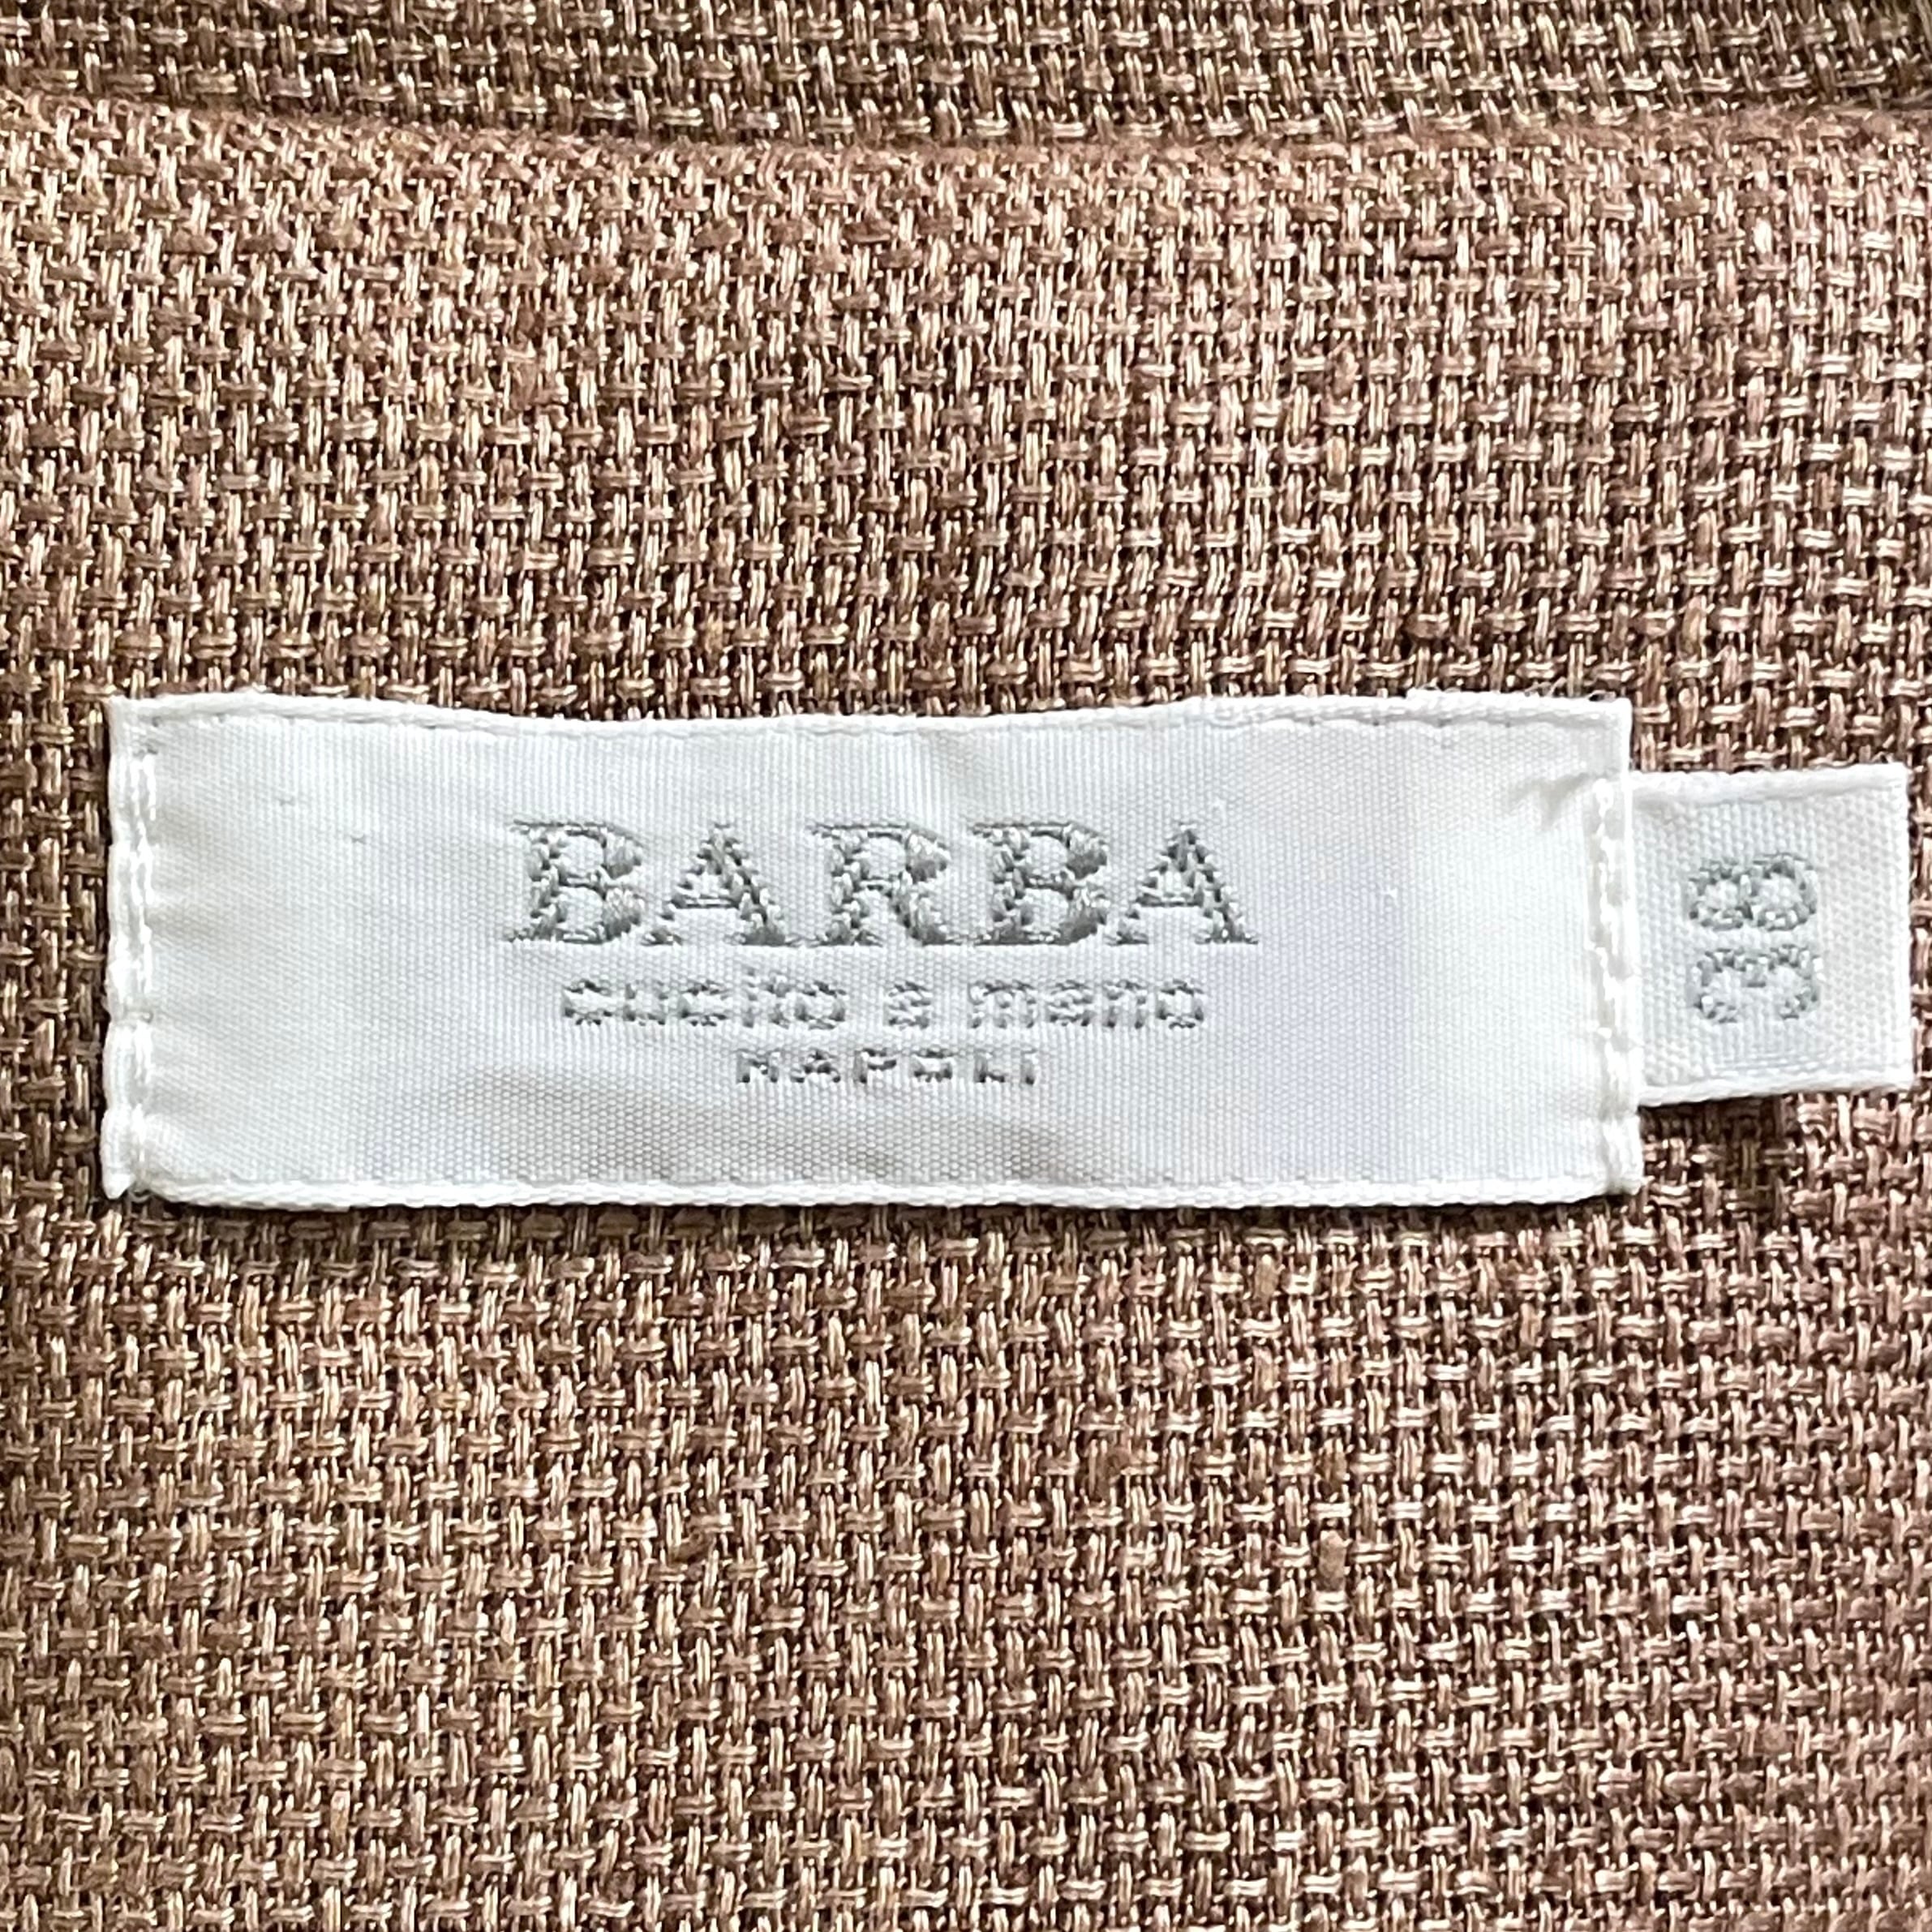 BARBA
cucito a mano
NAPOLI
38